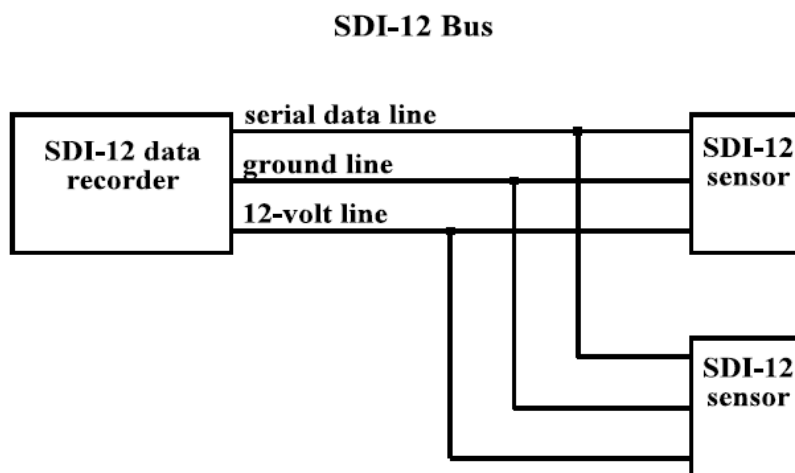 SDI-12 Bus
SDI-12 data
recorder
serial data line
ground line
12-volt line
SDI-12
sensor
SDI-12
sensor